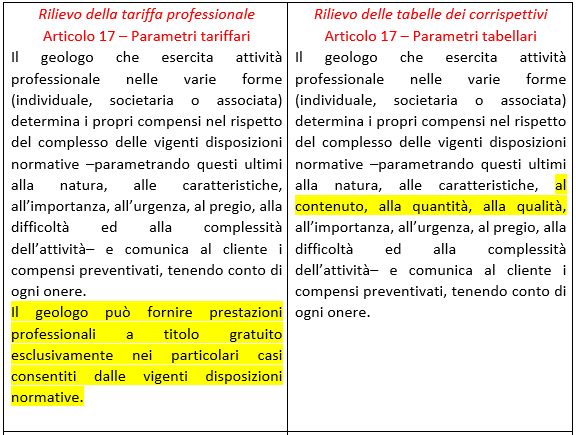 Rilievo della tariffa professionale
Articolo 17 – Parametri tariffari
Il geologo che esercita attività
professionale nelle varie forme
(individuale, societaria o associata)
determina i propri compensi nel rispetto
del complesso delle vigenti disposizioni
normative –parametrando questi ultimi
alla natura, alle caratteristiche,
all’importanza, all’urgenza, al pregio, alla
difficoltà ed alla complessità
dell’attività– e comunica al cliente i
compensi preventivati, tenendo conto di
ogni onere.
Il geologo può fornire prestazioni
professionali a titolo gratuito
esclusivamente nei particolari casi
consentiti dalle vigenti disposizioni
normative.
Rilievo delle tabelle dei corrispettivi
Articolo 17 – Parametri tabellari
Il geologo che esercita attività
professionale nelle varie forme
(individuale, societaria o associata)
determina i propri compensi nel rispetto
del complesso delle vigenti disposizioni
normative –parametrando questi ultimi
alla natura, alle caratteristiche, al
contenuto, alla quantità, alla qualità,
all’importanza, all’urgenza, al pregio, alla
difficoltà ed alla complessità
dell’attività– e comunica al cliente i
compensi preventivati, tenendo conto di
ogni onere.